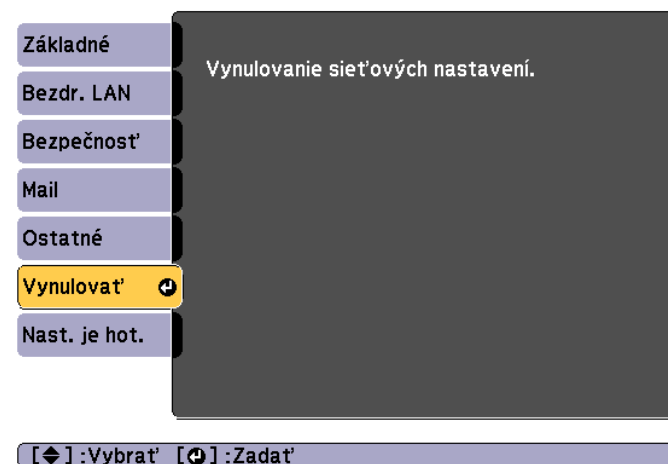 Základné
Bezdr. LAN
Bezpečnosť
Mail
Ostatné
Vynulovať
Nast. je hot.
Vynulovanie sieťových nastavení.
[◆]:Vybrať [⏎]:Zadať